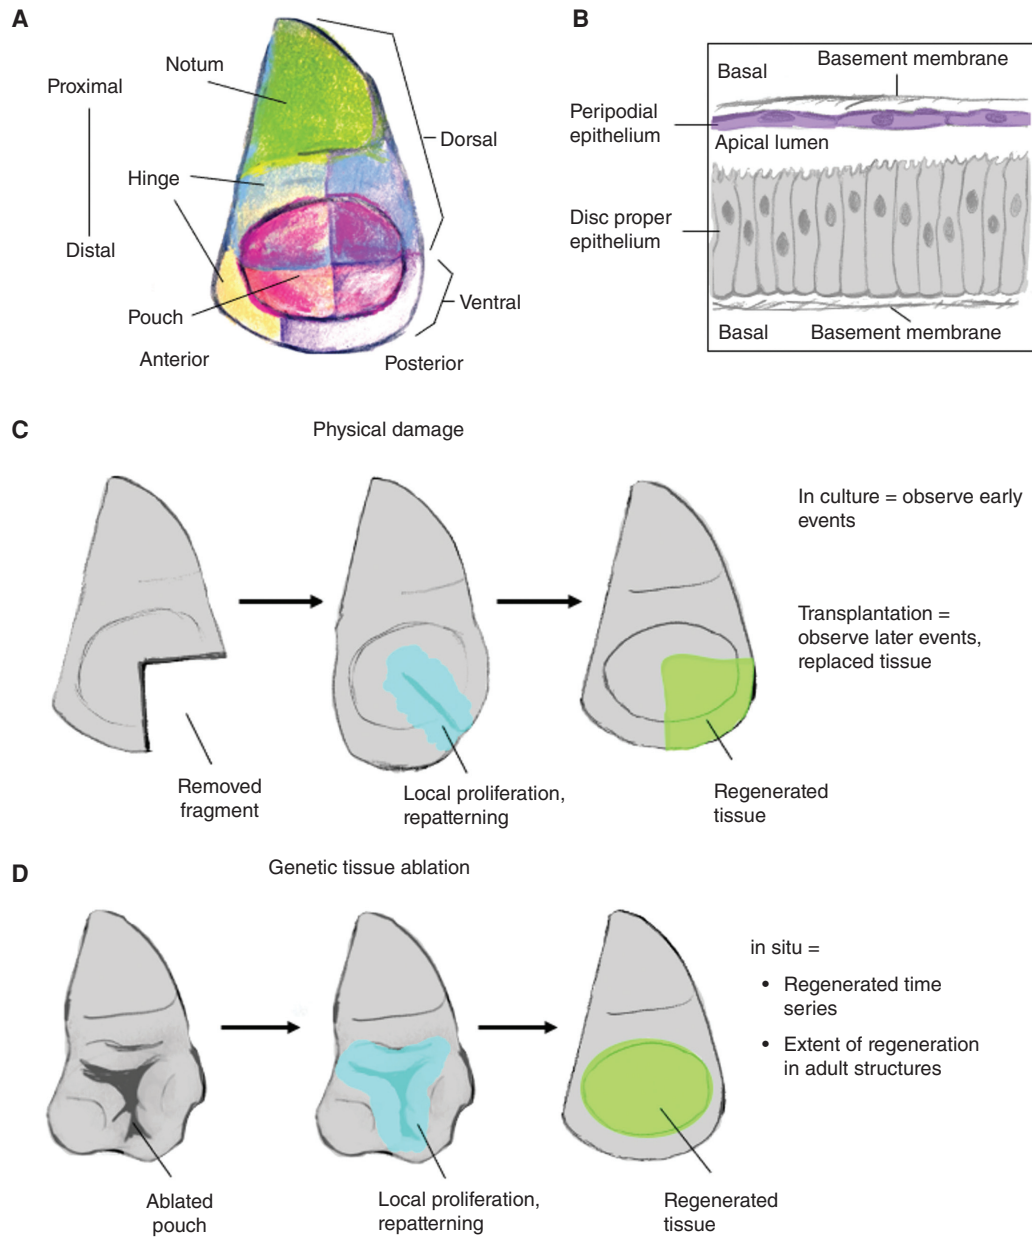 A
Notum
Proximal
Dorsal
Hinge
Distal
Pouch
Ventral
Anterior
Posterior
B
Basal
Basement membrane
Peripodial
epithelium
Apical lumen
Disc proper
epithelium
Basal
Basement membrane
C
Physical damage
In culture = observe early
events
Transplantation =
observe later events,
replaced tissue
Removed
fragment
Local proliferation,
repatterning
Regenerated
tissue
D
Genetic tissue ablation
in situ =
• Regenerated time
series
• Extent of regeneration
in adult structures
Ablated
pouch
Local proliferation,
repatterning
Regenerated
tissue